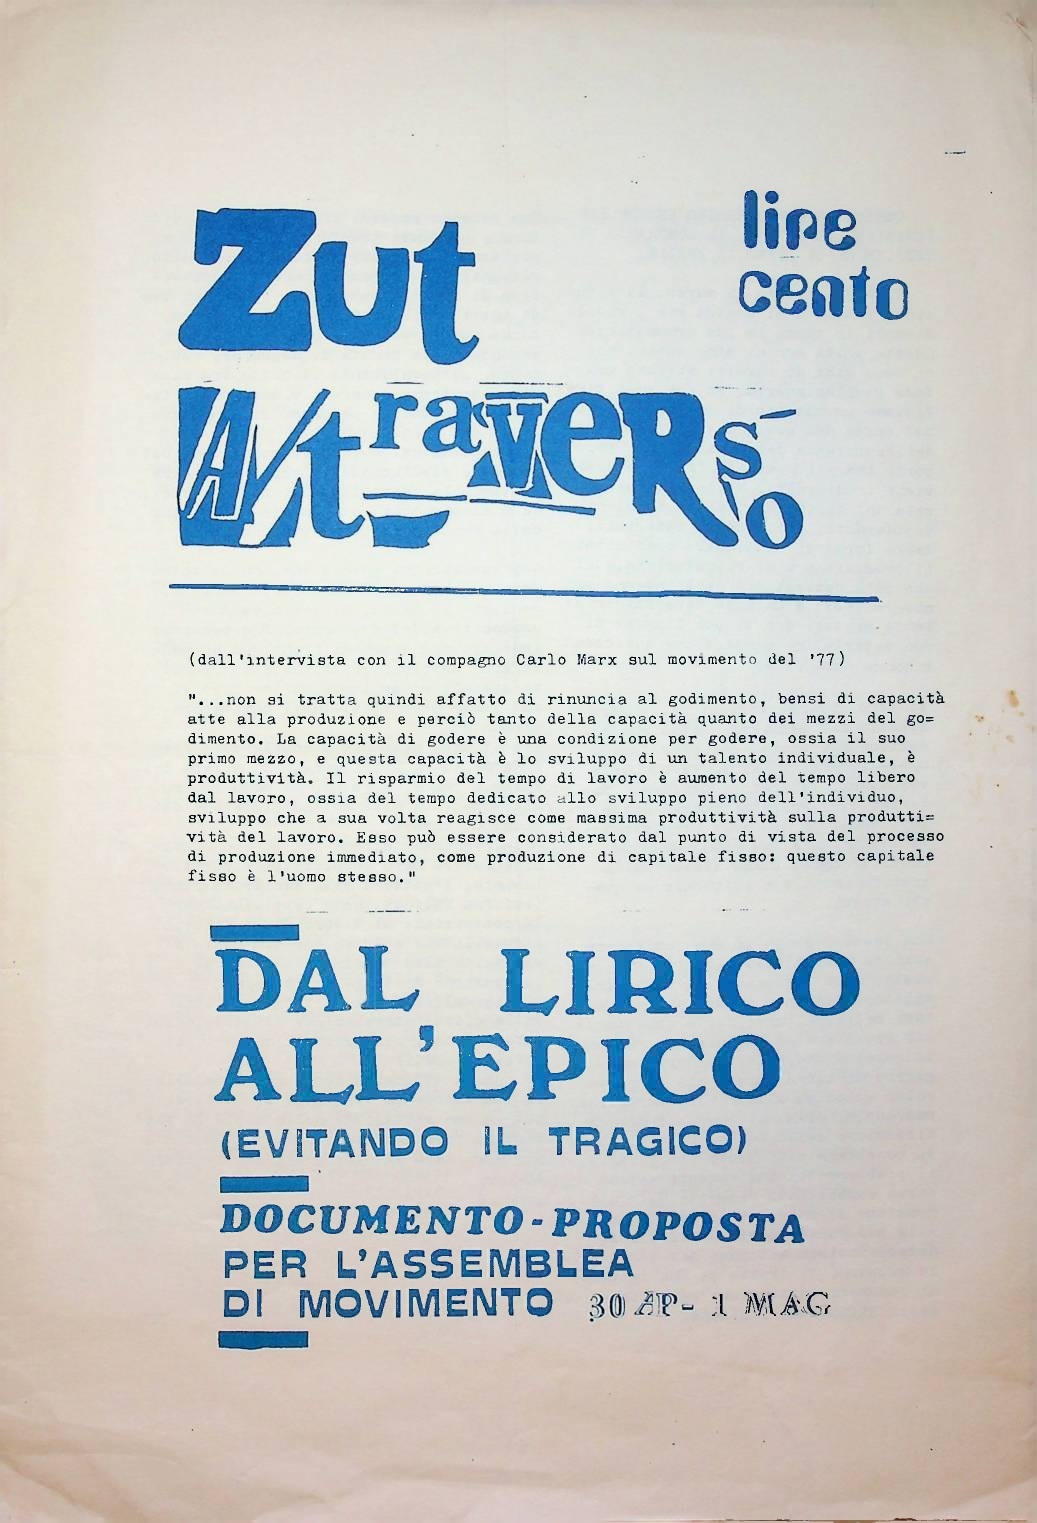 Zut
A/traverso
lire
cento
(dall'intervista con il compagno Carlo Marx sul movimento del '77)
"...non si tratta quindi affatto di rinuncia al godimento, bensi di capacità
atte alla produzione e perciò tanto della capacità quanto dei mezzi del go=
dimento. La capacità di godere è una condizione per godere, ossia il suo
primo mezzo, e questa capacità è lo sviluppo di un talento individuale, è
produttività. Il risparmio del tempo di lavoro è aumento del tempo libero
dal lavoro, ossia del tempo dedicato allo sviluppo pieno dell'individuo,
sviluppo che a sua volta reagisce come massima produttività sulla produtti=
vità del lavoro. Esso può essere considerato dal punto di vista del processo
di produzione immediato, come produzione di capitale fisso: questo capitale
fisso è l'uomo stesso."
DAL LIRICO
ALL'EPICO
(EVITANDO IL TRAGICO)
DOCUMENTO-PROPOSTA
PER L'ASSEMBLEA
DI MOVIMENTO 30 AP- 1 MAG